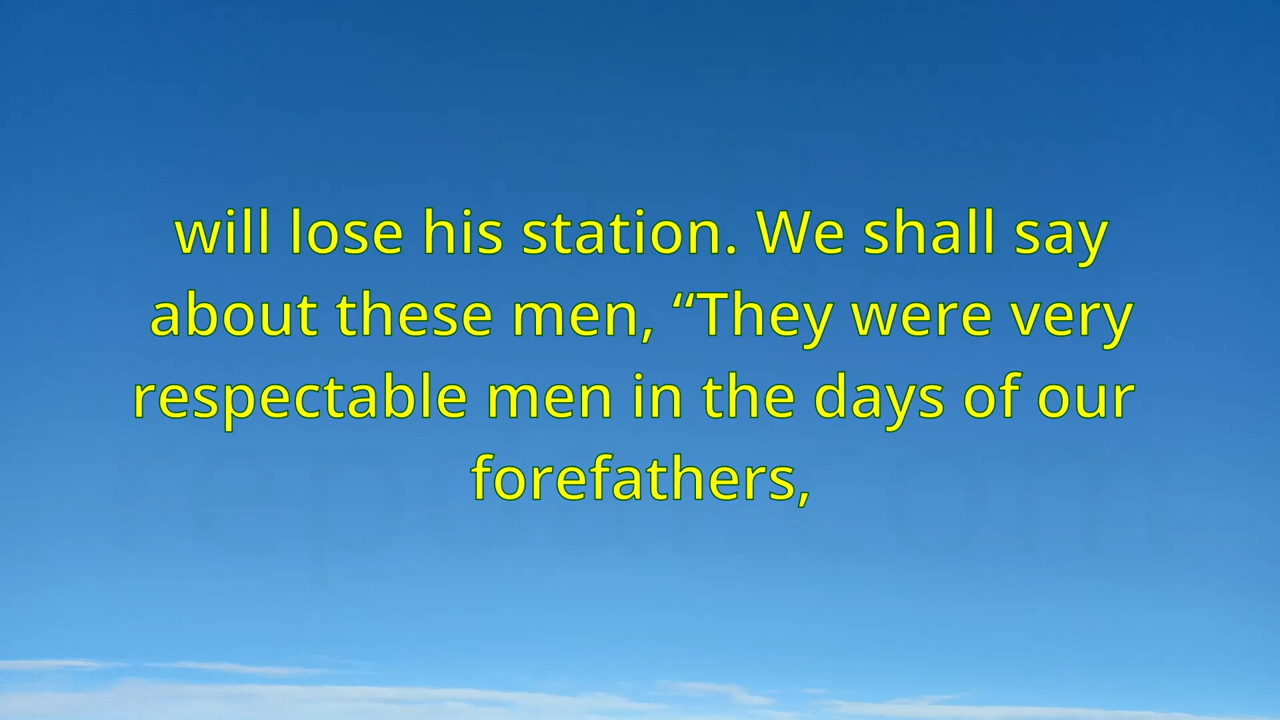 will lose his station. We shall say
about these men, “They were very
respectable men in the days of our
forefathers,